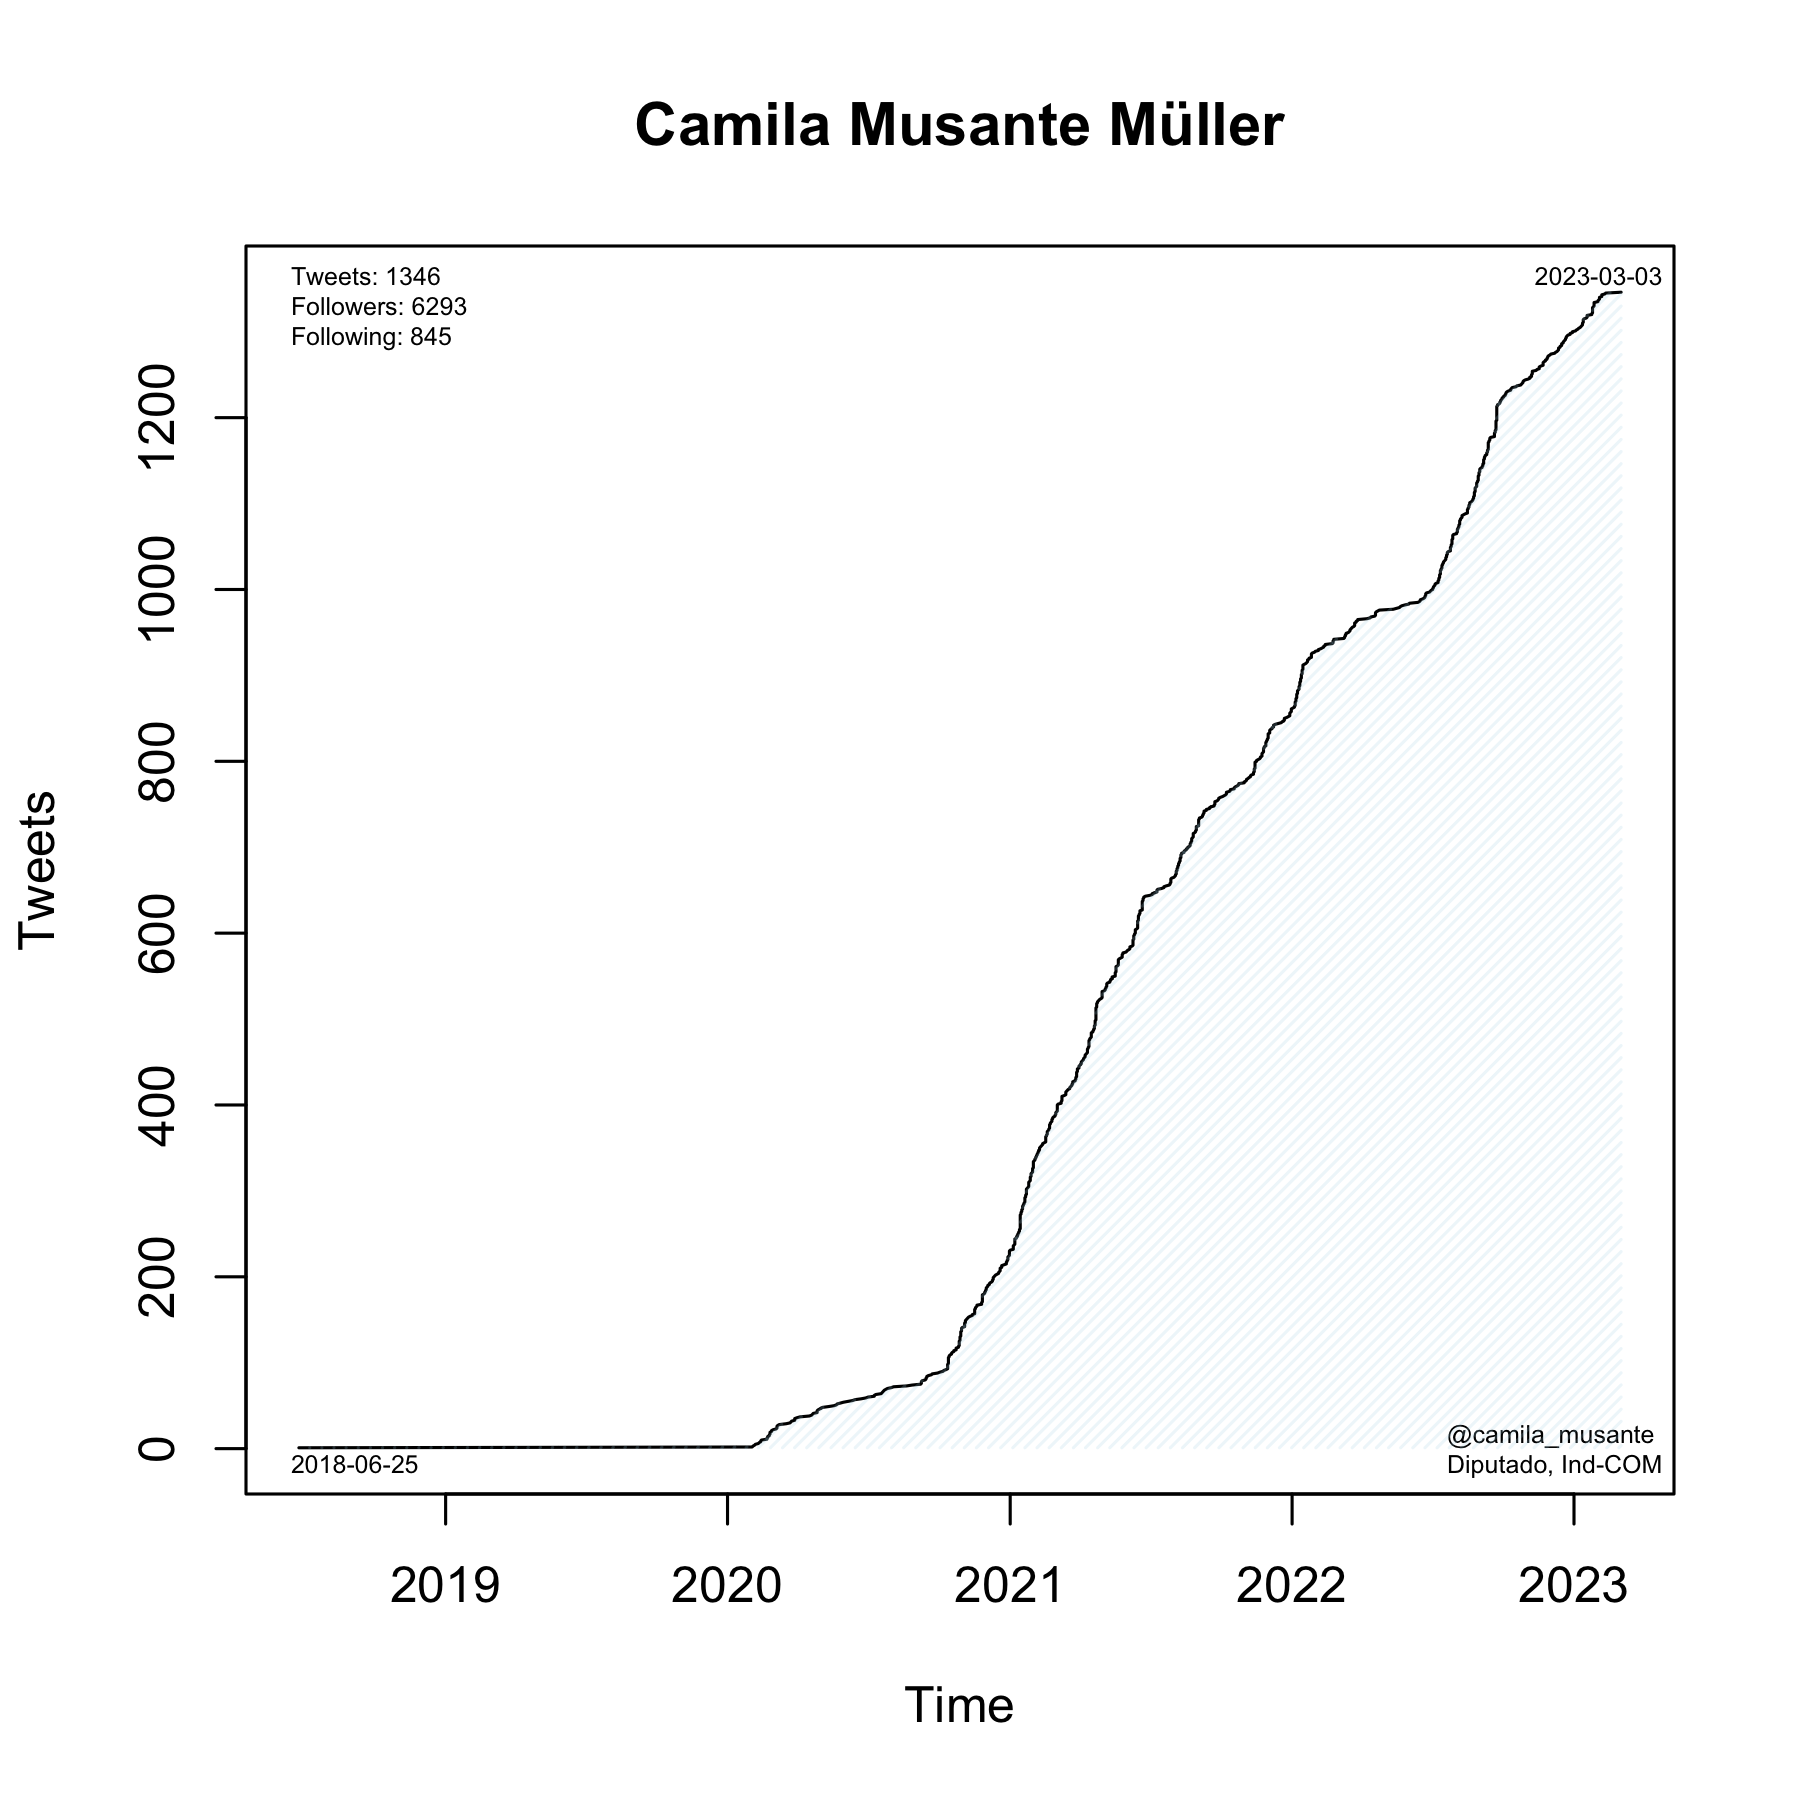 Camila Musante Müller
Tweets: 1346
Followers: 6293
Following: 845
2023-03-03
1200
1000
800
600
400
200
0
Tweets
2018-06-25
@camila_musante
Diputado, Ind-COM
2019 2020 2021 2022 2023
Time